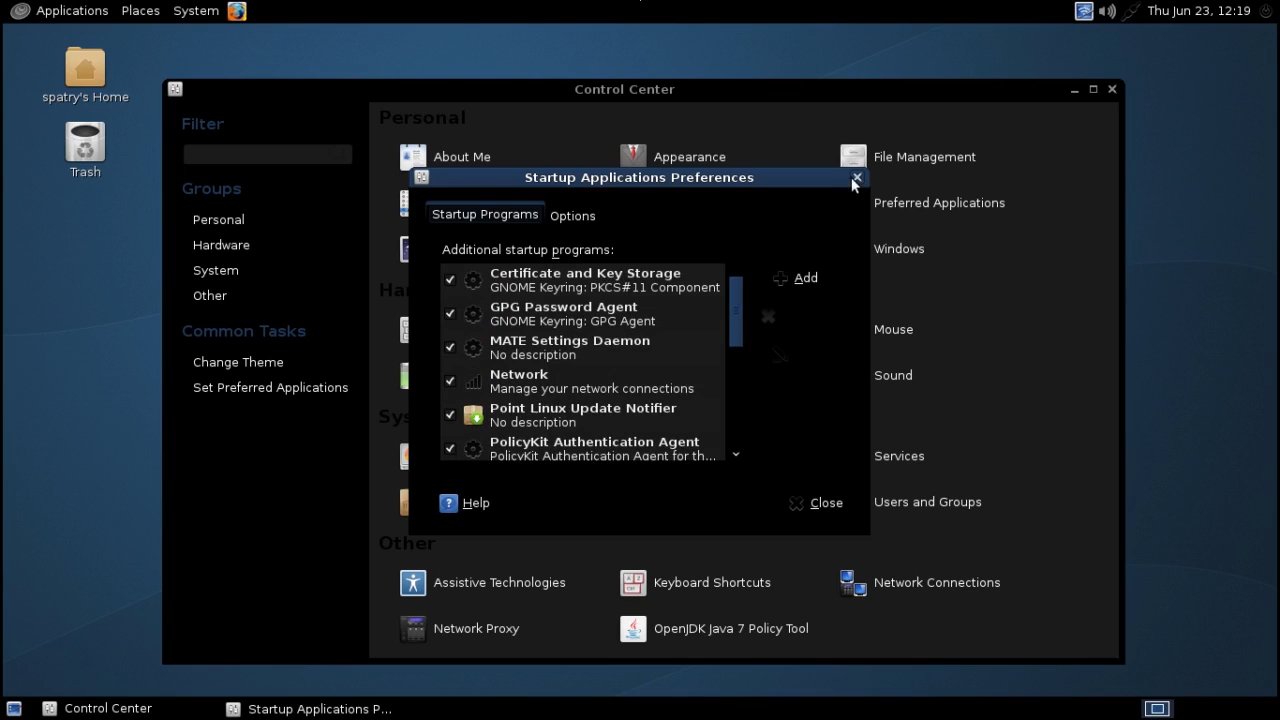 Applications Places System
Thu Jun 23, 12:19
spatry's Home
Trash
Control Center
Filter
Groups
Personal
Hardware
System
Other
Common Tasks
Change Theme
Set Preferred Applications
Personal
About Me
Appearance
File Management
Preferred Applications
Windows
Mouse
Sound
Services
Users and Groups
Startup Applications Preferences
Startup Programs
Options
Additional startup programs:
Certificate and Key Storage
GNOME Keyring: PKCS#11 Component
GPG Password Agent
GNOME Keyring: GPG Agent
MATE Settings Daemon
No description
Network
Manage your network connections
Point Linux Update Notifier
No description
PolicyKit Authentication Agent
PolicyKit Authentication Agent for th...
Add
Help
Close
Other
Assistive Technologies
Keyboard Shortcuts
Network Connections
Network Proxy
OpenJDK Java 7 Policy Tool
Control Center
Startup Applications P...